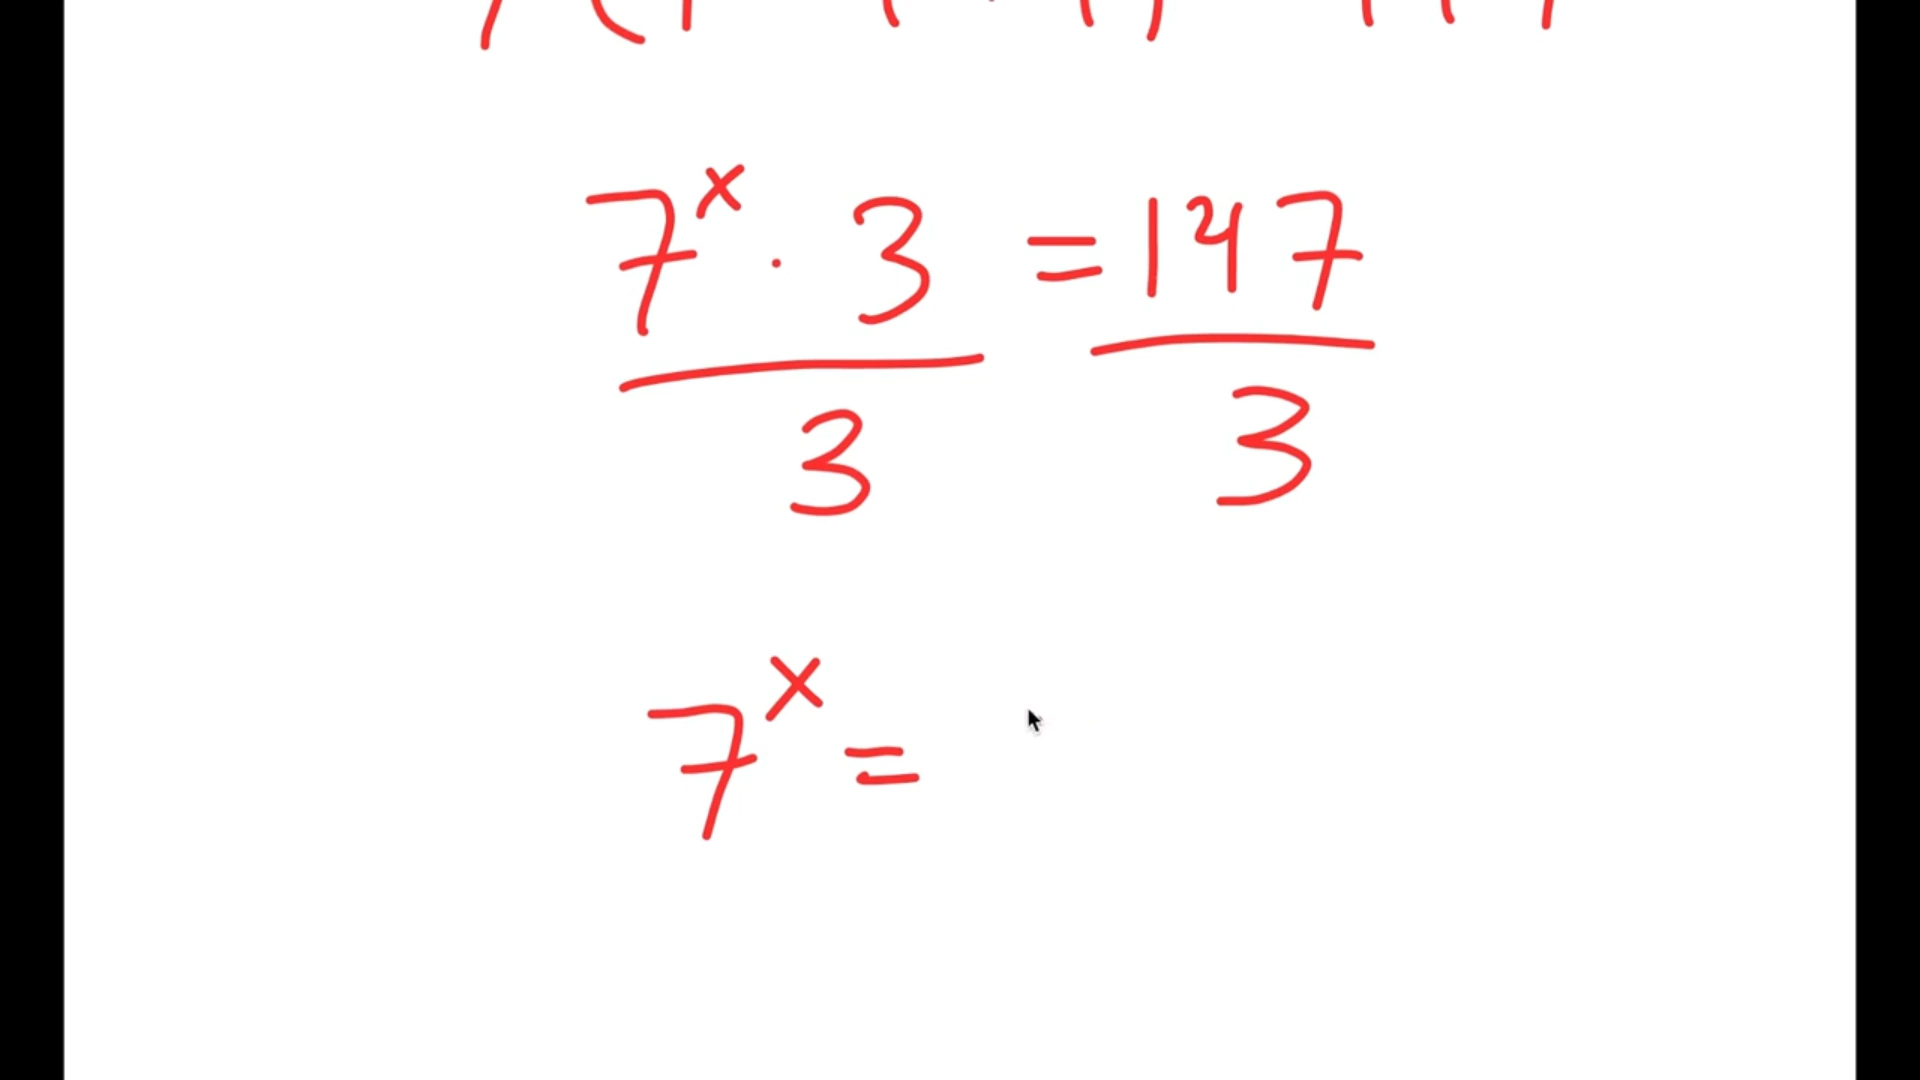 7^x · 3 = 147
3 3
7^x =